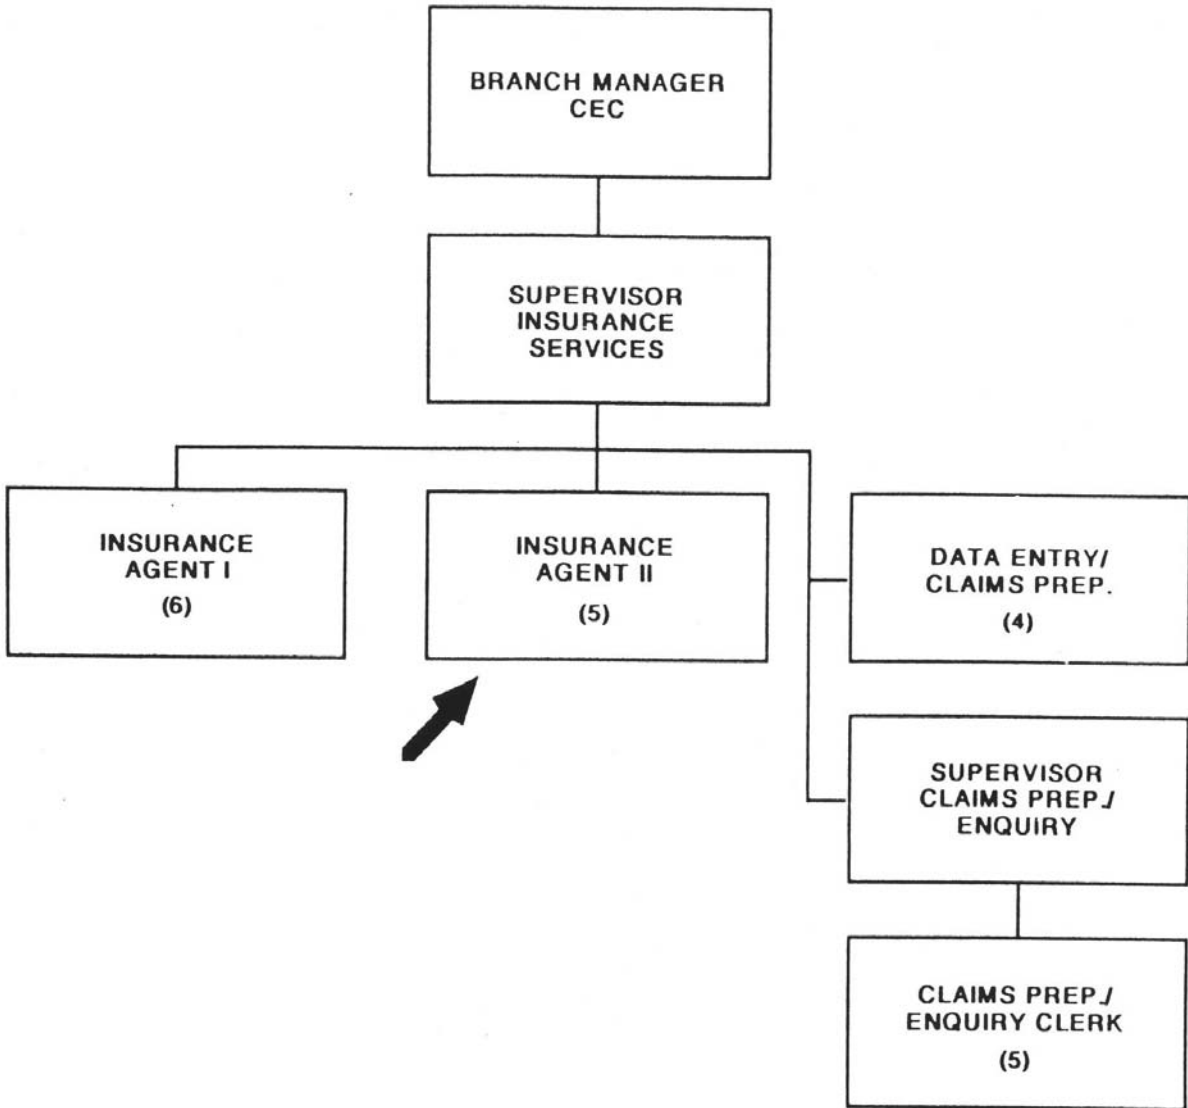 BRANCH MANAGER
CEC
SUPERVISOR
INSURANCE
SERVICES
INSURANCE
AGENT I
(6)
INSURANCE
AGENT II
(5)
DATA ENTRY/
CLAIMS PREP.
(4)
SUPERVISOR
CLAIMS PREP./
ENQUIRY
CLAIMS PREP./
ENQUIRY CLERK
(5)